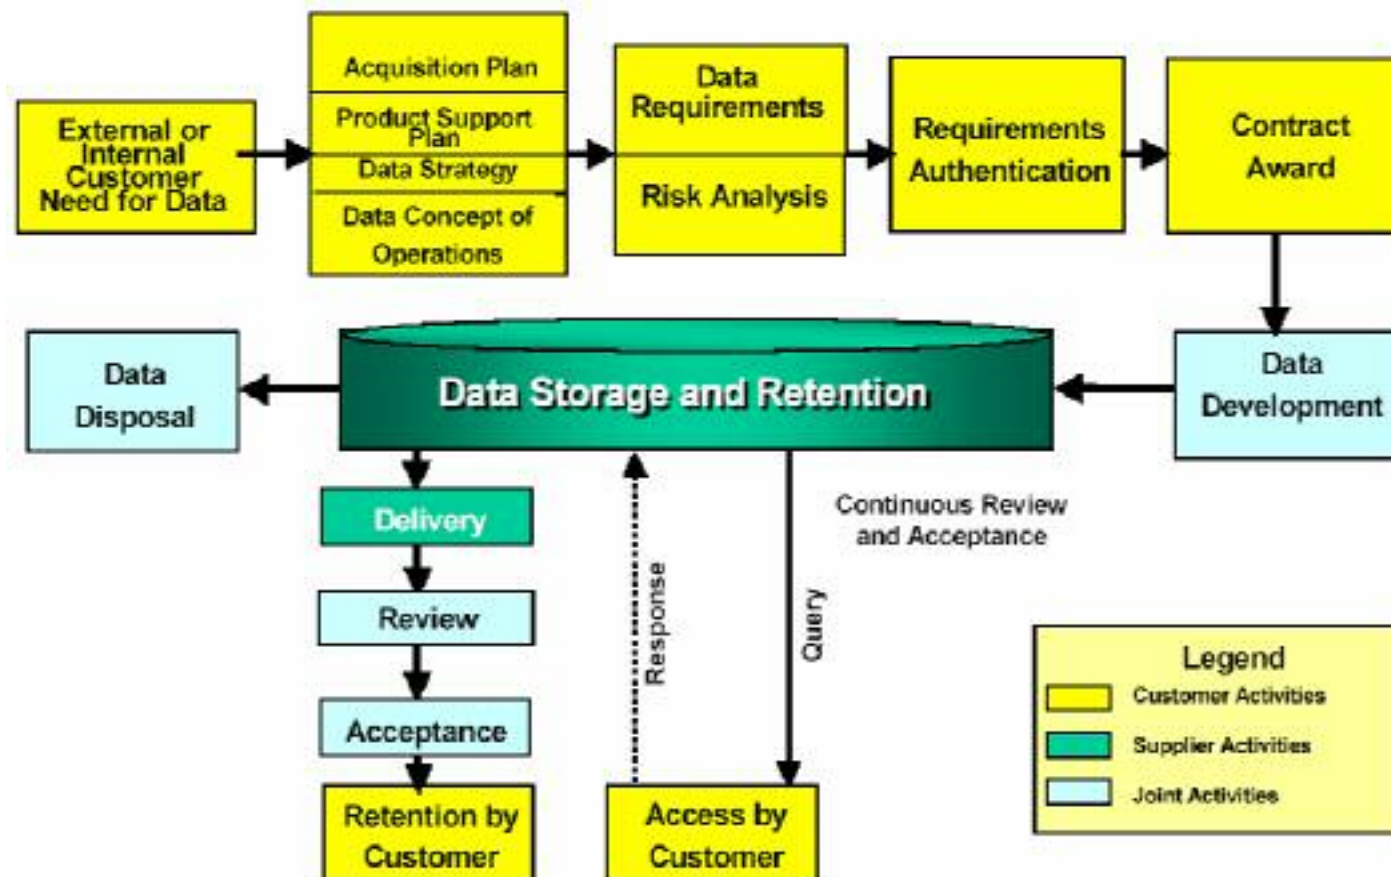 External or
Internal
Customer
Need for Data
Acquisition Plan
Product Support
Plan
Data Strategy
Data Concept of
Operations
Data
Requirements
Risk Analysis
Requirements
Authentication
Contract
Award
Data
Disposal
Data Storage and Retention
Data
Development
Delivery
Review
Acceptance
Retention by
Customer
Response
Query
Continuous Review
and Acceptance
Access by
Customer
Legend
Customer Activities
Supplier Activities
Joint Activities